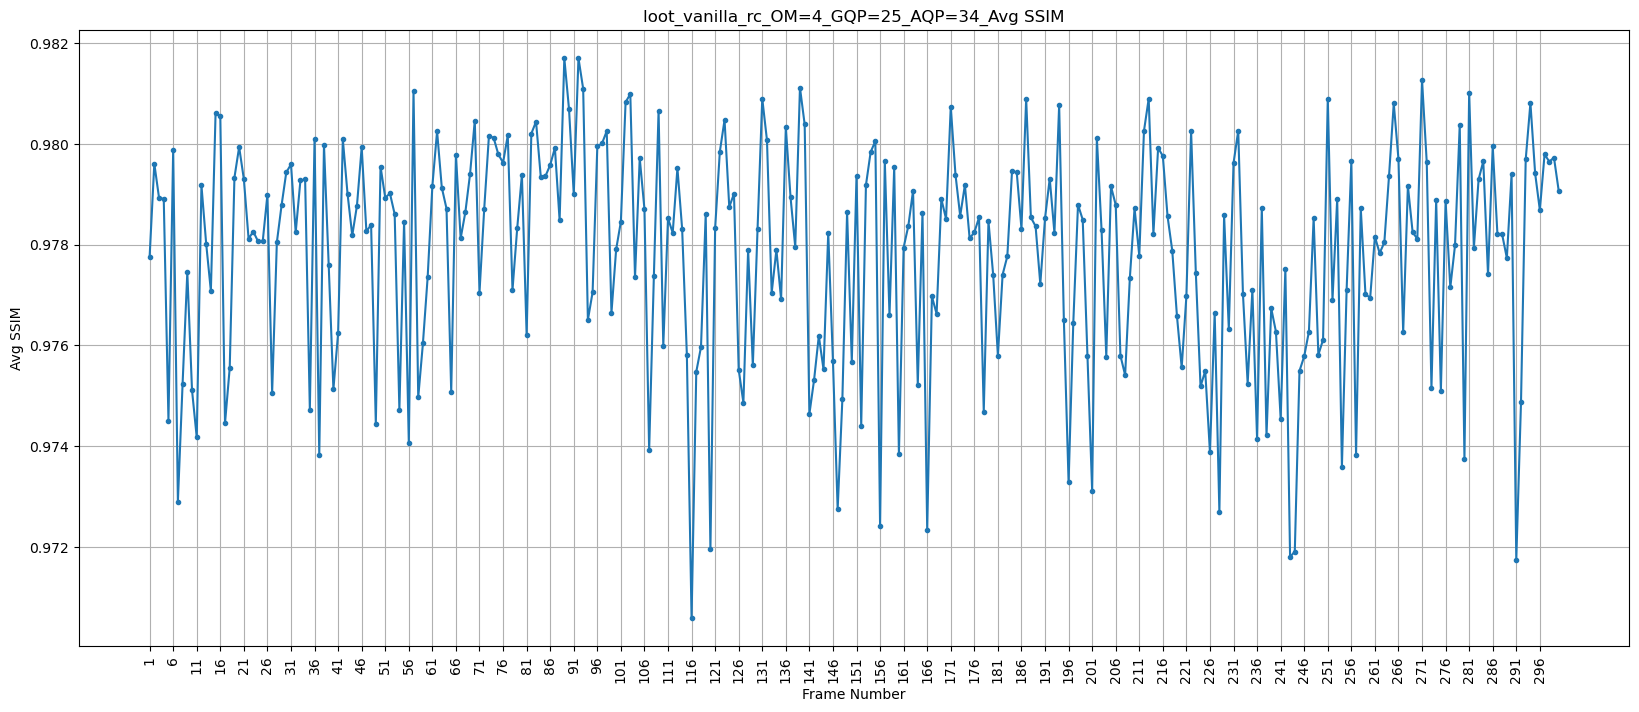 loot_vanilla_rc_OM=4_GQP=25_AQP=34_Avg SSIM
0.982
0.980
0.978
0.976
0.974
0.972
Avg SSIM
1 6 11 16 21 26 31 36 41 46 51 56 61 66 71 76 81 86 91 96 101 106 111 116 121 126 131 136 141 146 151 156 161 166 171 176 181 186 191 196 201 206 211 216 221 226 231 236 241 246 251 256 261 266 271 276 281 286 291 296
Frame Number